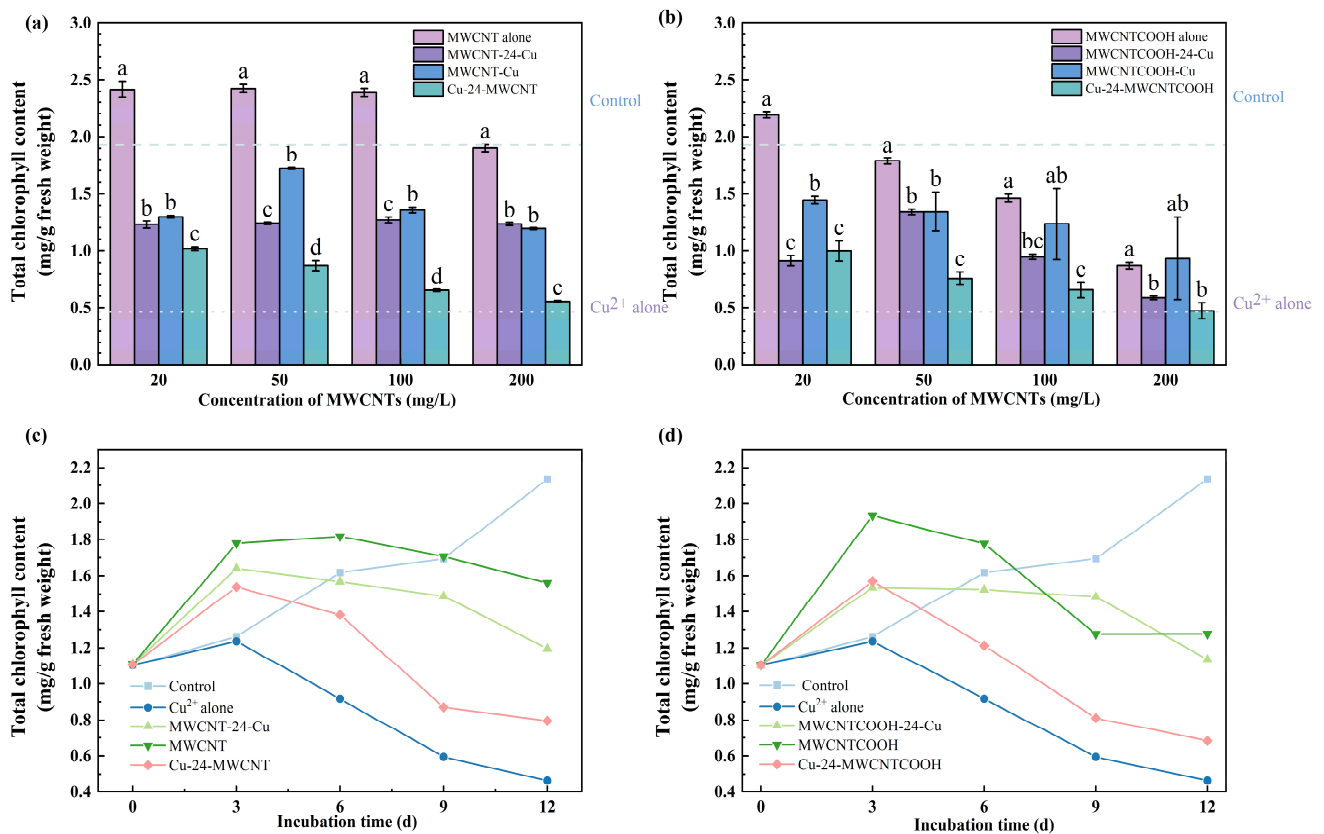 (a)
3.0
2.5
2.0
1.5
1.0
0.5
0.0
Total chlorophyll content
(mg/g fresh weight)
MWCNT alone
MWCNT-24-Cu
MWCNT-Cu
Cu-24-MWCNT
a
b
b
c
a
c
b
d
a
c
b
c
a
b
b
c
Control
Cu2+ alone
20
50
100
200
Concentration of MWCNTs (mg/L)
(b)
3.0
2.5
2.0
1.5
1.0
0.5
0.0
Total chlorophyll content
(mg/g fresh weight)
MWCNTCOOH alone
MWCNTCOOH-24-Cu
MWCNTCOOH-Cu
Cu-24-MWCNTCOOH
a
c
b
c
a
b
b
c
a
bc
ab
c
a
b
ab
b
Control
Cu2+ alone
20
50
100
200
Concentration of MWCNTs (mg/L)
(c)
2.2
2.0
1.8
1.6
1.4
1.2
1.0
0.8
0.6
0.4
Total chlorophyll content
(mg/g fresh weight)
Control
Cu2+ alone
MWCNT-24-Cu
MWCNT
Cu-24-MWCNT
0
3
6
9
12
Incubation time (d)
(d)
2.2
2.0
1.8
1.6
1.4
1.2
1.0
0.8
0.6
0.4
Total chlorophyll content
(mg/g fresh weight)
Control
Cu2+ alone
MWCNTCOOH-24-Cu
MWCNTCOOH
Cu-24-MWCNTCOOH
0
3
6
9
12
Incubation time (d)